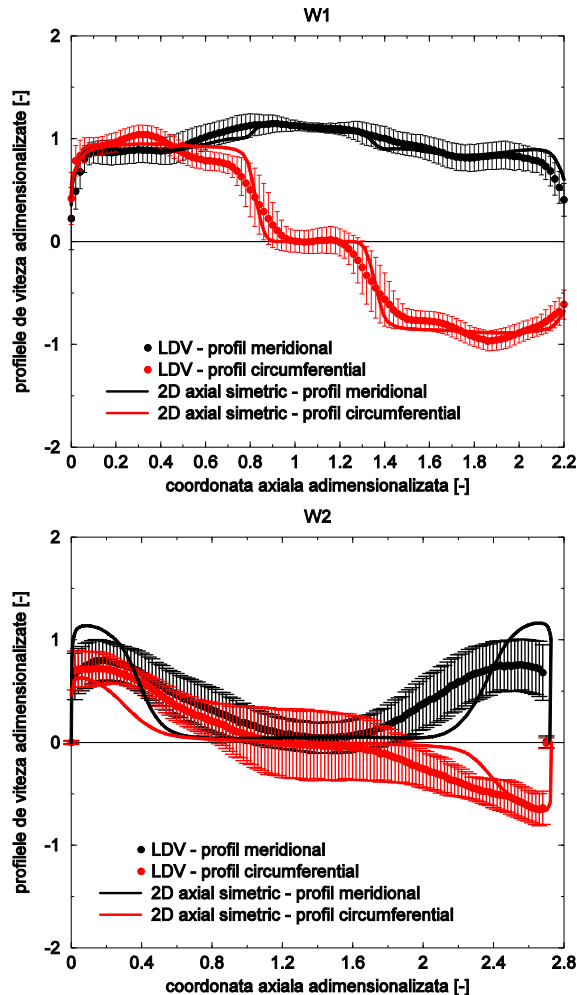 W1
profilele de viteza adimensionalizate [-]
2
1
0
-1
-2
LDV - profil meridional
LDV - profil circumferential
2D axial simetric - profil meridional
2D axial simetric - profil circumferential
0 0.2 0.4 0.6 0.8 1 1.2 1.4 1.6 1.8 2 2.2
coordonata axiala adimensionalizata [-]
W2
profilele de viteza adimensionalizate [-]
2
1
0
-1
-2
LDV - profil meridional
LDV - profil circumferential
2D axial simetric - profil meridional
2D axial simetric - profil circumferential
0 0.4 0.8 1.2 1.6 2 2.4 2.8
coordonata axiala adimensionalizata [-]